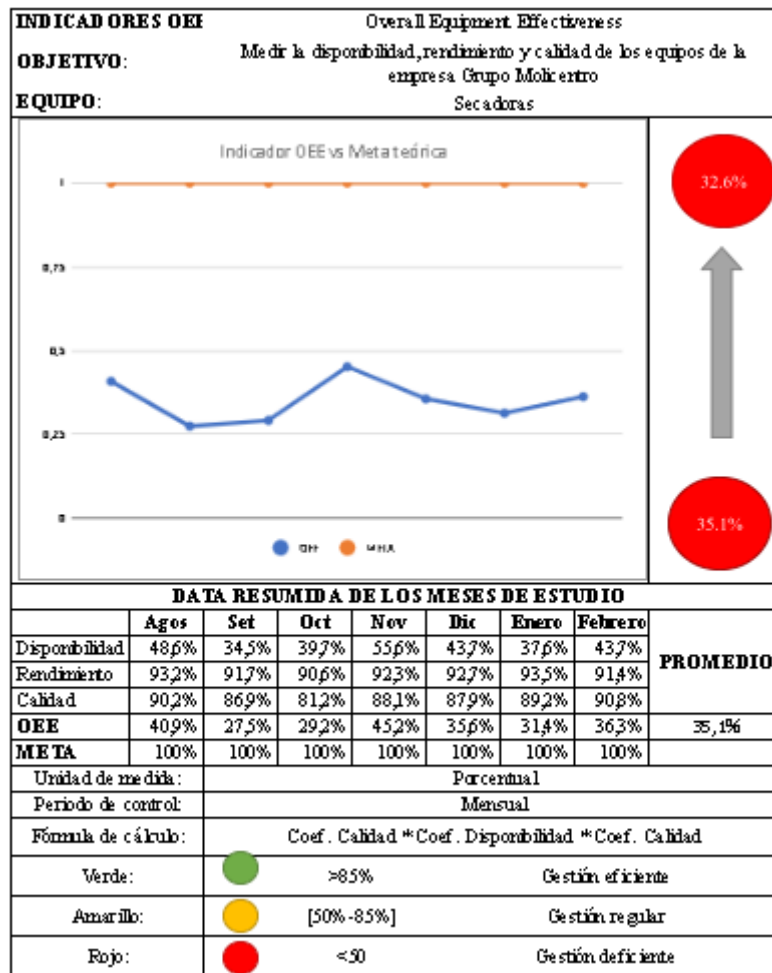 INDICADORES OEE Overall Equipment Effectiveness
OBJETIVO: Medir la disponibilidad, rendimiento y calidad de los equipos de la
empresa Grupo Molicentro
EQUIPO: Secadoras
Indicador OEE vs Meta teórica
32.6%
1
0,75
0,5
0,25
0
35.1%
OEE META
DATA RESUMIDA DE LOS MESES DE ESTUDIO
Agos Set Oct Nov Dic Enero Febrero PROMEDIO
Disponibilidad 48,6% 34,5% 39,7% 55,6% 43,7% 37,6% 43,7%
Rendimiento 93,2% 91,7% 90,6% 92,3% 92,7% 93,5% 91,4%
Calidad 90,2% 86,9% 81,2% 88,1% 87,9% 89,2% 90,8%
OEE 40,9% 27,5% 29,2% 45,2% 35,6% 31,4% 36,3% 35,1%
META 100% 100% 100% 100% 100% 100% 100%
Unidad de medida: Porcentual
Periodo de control: Mensual
Fórmula de cálculo: Coef. Calidad *Coef. Disponibilidad *Coef. Calidad
Verde: >85% Gestión eficiente
Amarillo: [50%-85%] Gestión regular
Rojo: <50 Gestión deficiente